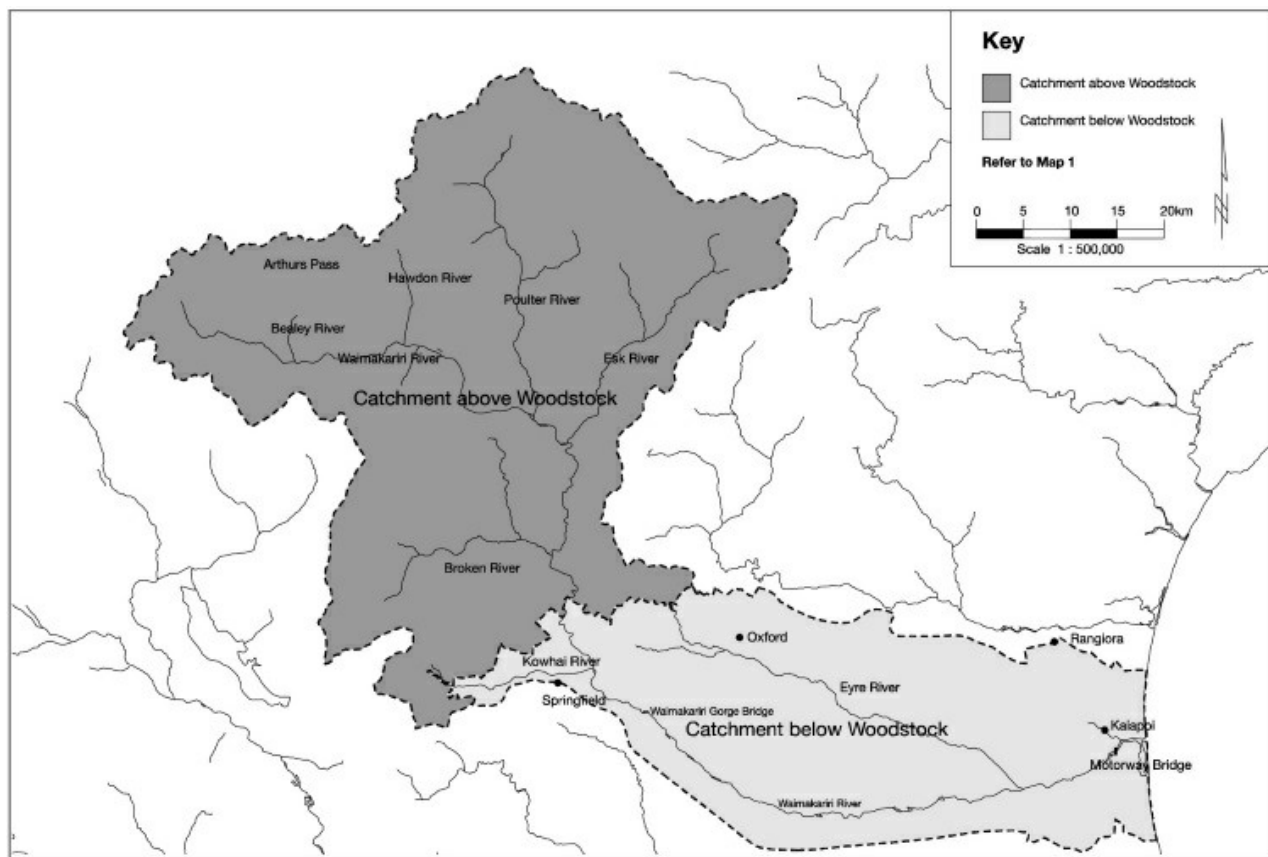 Key
Catchment above Woodstock
Catchment below Woodstock
Refer to Map 1
0 5 10 15 20km
Scale 1 : 500,000
Arthurs Pass
Hawdon River
Poulter River
Bealey River
Waimakariri River
Esk River
Catchment above Woodstock
Broken River
Oxford
Rangiora
Kowhai River
Eyre River
Springfield
Waimakariri Gorge Bridge
Catchment below Woodstock
Kaiapoi
Motorway Bridge
Waimakariri River